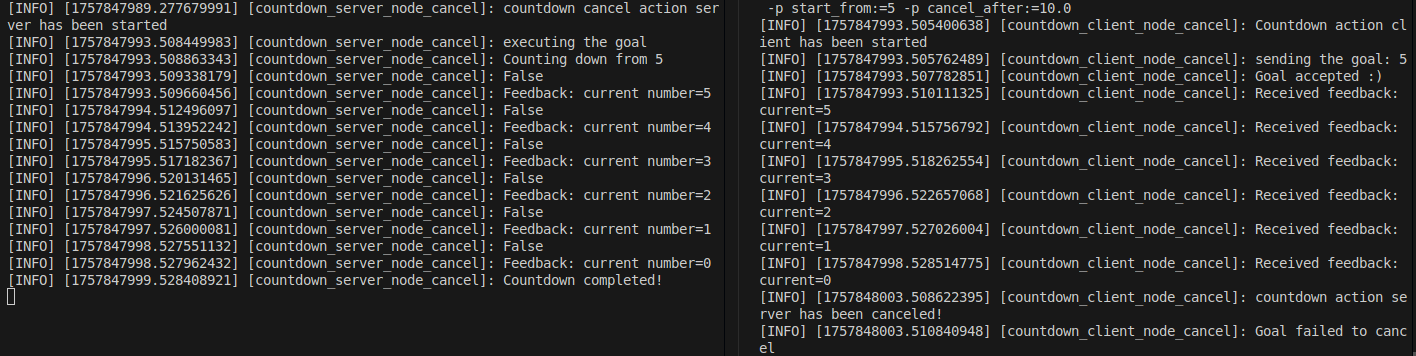 [INFO] [1757847989.277679991] [countdown_server_node_cancel]: countdown cancel action ser
ver has been started
[INFO] [1757847993.508449983] [countdown_server_node_cancel]: executing the goal
[INFO] [1757847993.508863343] [countdown_server_node_cancel]: Counting down from 5
[INFO] [1757847993.509338179] [countdown_server_node_cancel]: False
[INFO] [1757847993.509660456] [countdown_server_node_cancel]: Feedback: current number=5
[INFO] [1757847994.512496097] [countdown_server_node_cancel]: False
[INFO] [1757847994.513952242] [countdown_server_node_cancel]: Feedback: current number=4
[INFO] [1757847995.515750583] [countdown_server_node_cancel]: False
[INFO] [1757847995.517182367] [countdown_server_node_cancel]: Feedback: current number=3
[INFO] [1757847996.520131465] [countdown_server_node_cancel]: False
[INFO] [1757847996.521625626] [countdown_server_node_cancel]: Feedback: current number=2
[INFO] [1757847997.524507871] [countdown_server_node_cancel]: False
[INFO] [1757847997.526000081] [countdown_server_node_cancel]: Feedback: current number=1
[INFO] [1757847998.527551132] [countdown_server_node_cancel]: False
[INFO] [1757847998.527962432] [countdown_server_node_cancel]: Feedback: current number=0
[INFO] [1757847999.528408921] [countdown_server_node_cancel]: Countdown completed!
-p start_from:=5 -p cancel_after:=10.0
[INFO] [1757847993.505400638] [countdown_client_node_cancel]: Countdown action cl
ient has been started
[INFO] [1757847993.505762489] [countdown_client_node_cancel]: sending the goal: 5
[INFO] [1757847993.507782851] [countdown_client_node_cancel]: Goal accepted :)
[INFO] [1757847993.510111325] [countdown_client_node_cancel]: Received feedback:
current=5
[INFO] [1757847994.515756792] [countdown_client_node_cancel]: Received feedback:
current=4
[INFO] [1757847995.518262554] [countdown_client_node_cancel]: Received feedback:
current=3
[INFO] [1757847996.522657068] [countdown_client_node_cancel]: Received feedback:
current=2
[INFO] [1757847997.527026004] [countdown_client_node_cancel]: Received feedback:
current=1
[INFO] [1757847998.528514775] [countdown_client_node_cancel]: Received feedback:
current=0
[INFO] [1757848003.508622395] [countdown_client_node_cancel]: countdown action se
rver has been canceled!
[INFO] [1757848003.510840948] [countdown_client_node_cancel]: Goal failed to canc
el